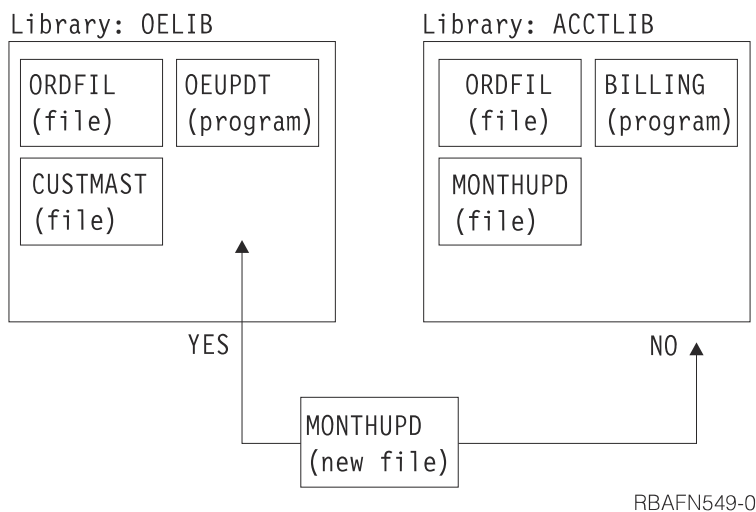 Library: OELIB
ORDFIL
(file)
OEUPDT
(program)
CUSTMAST
(file)
Library: ACCTLIB
ORDFIL
(file)
BILLING
(program)
MONTHUPD
(file)
YES
NO
MONTHUPD
(new file)
RBAFN549-0